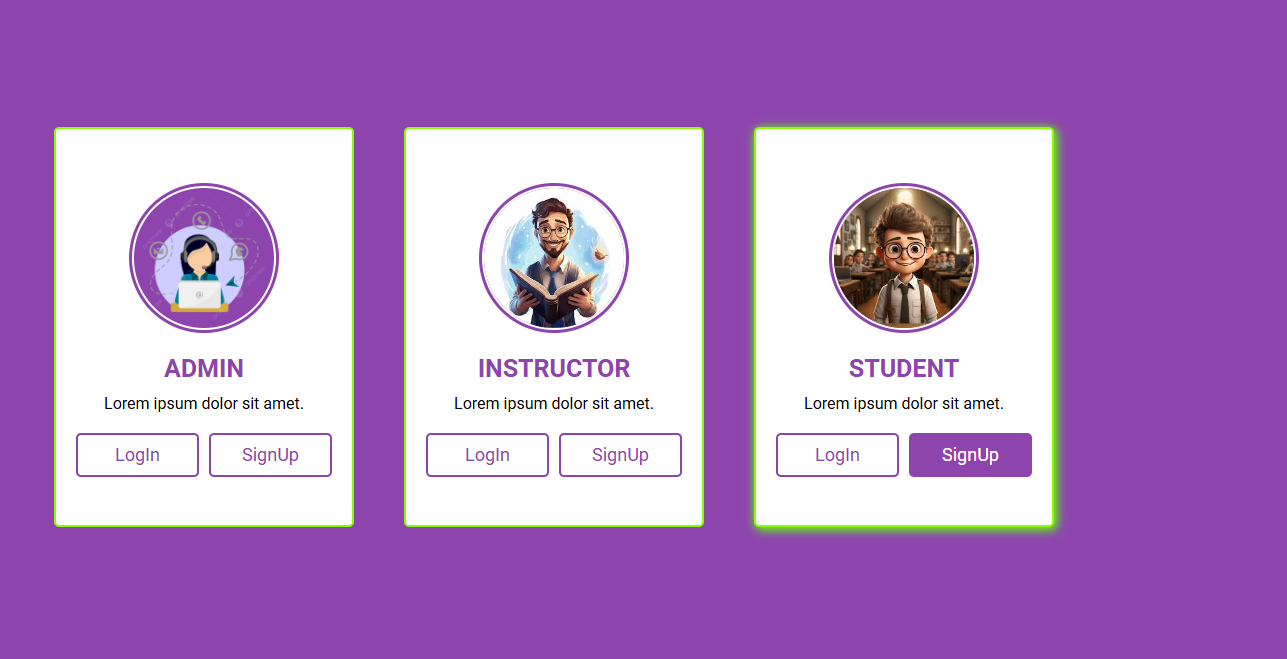 ADMIN
Lorem ipsum dolor sit amet.
LogIn
SignUp
INSTRUCTOR
Lorem ipsum dolor sit amet.
LogIn
SignUp
STUDENT
Lorem ipsum dolor sit amet.
LogIn
SignUp